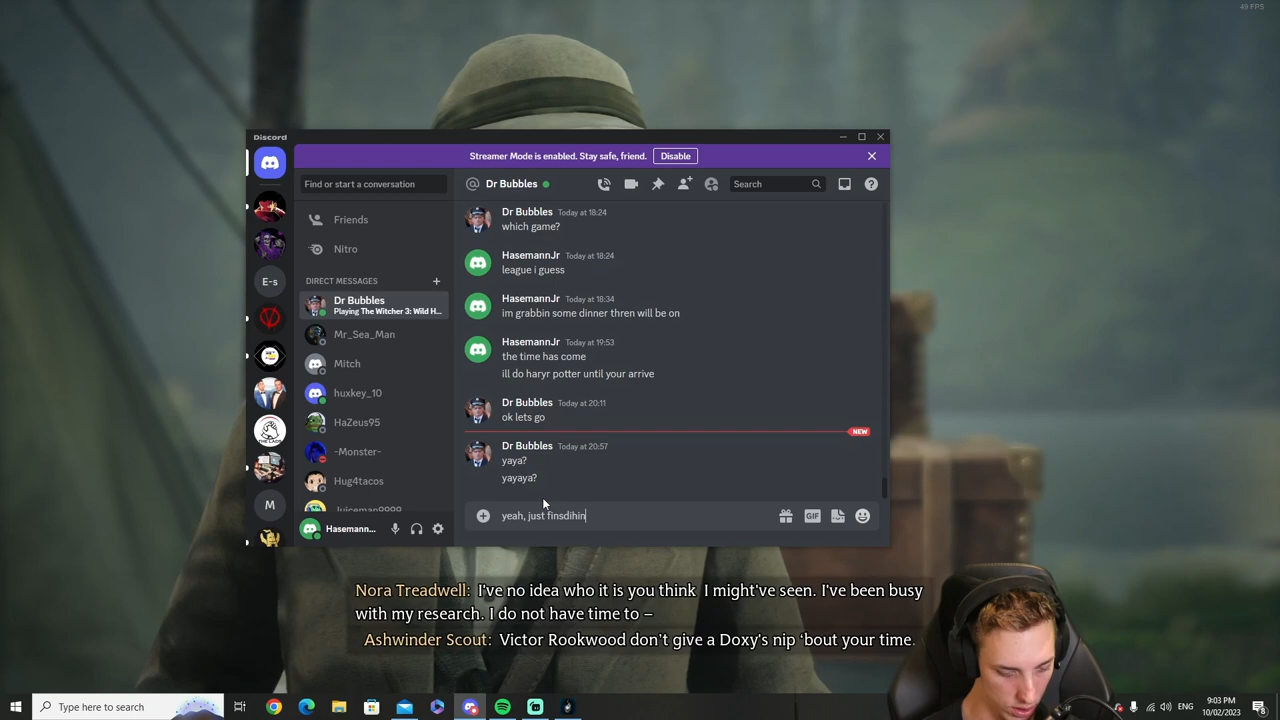 49 FPS
Discord
Streamer Mode is enabled. Stay safe, friend.
Disable
Find or start a conversation
Dr Bubbles
Search
Friends
Nitro
DIRECT MESSAGES
Dr Bubbles
Playing The Witcher 3: Wild H...
Mr_Sea_Man
Mitch
huxkey_10
HaZeus95
-Monster-
Hug4tacos
Juiceman9999
E-s
THE LADS
M
Hasemann...
Dr Bubbles Today at 18:24
which game?
HasemannJr Today at 18:24
league i guess
HasemannJr Today at 18:34
im grabbin some dinner thren will be on
HasemannJr Today at 19:53
the time has come
ill do haryr potter until your arrive
Dr Bubbles Today at 20:11
ok lets go
NEW
Dr Bubbles Today at 20:57
yaya?
yayaya?
yeah, just finsdihin
GIF
Nora Treadwell: I've no idea who it is you think I might've seen. I've been busy
with my research. I do not have time to –
Ashwinder Scout: Victor Rookwood don't give a Doxy's nip ‘bout your time.
Type here to search
ENG
9:03 PM
10/02/2023
8